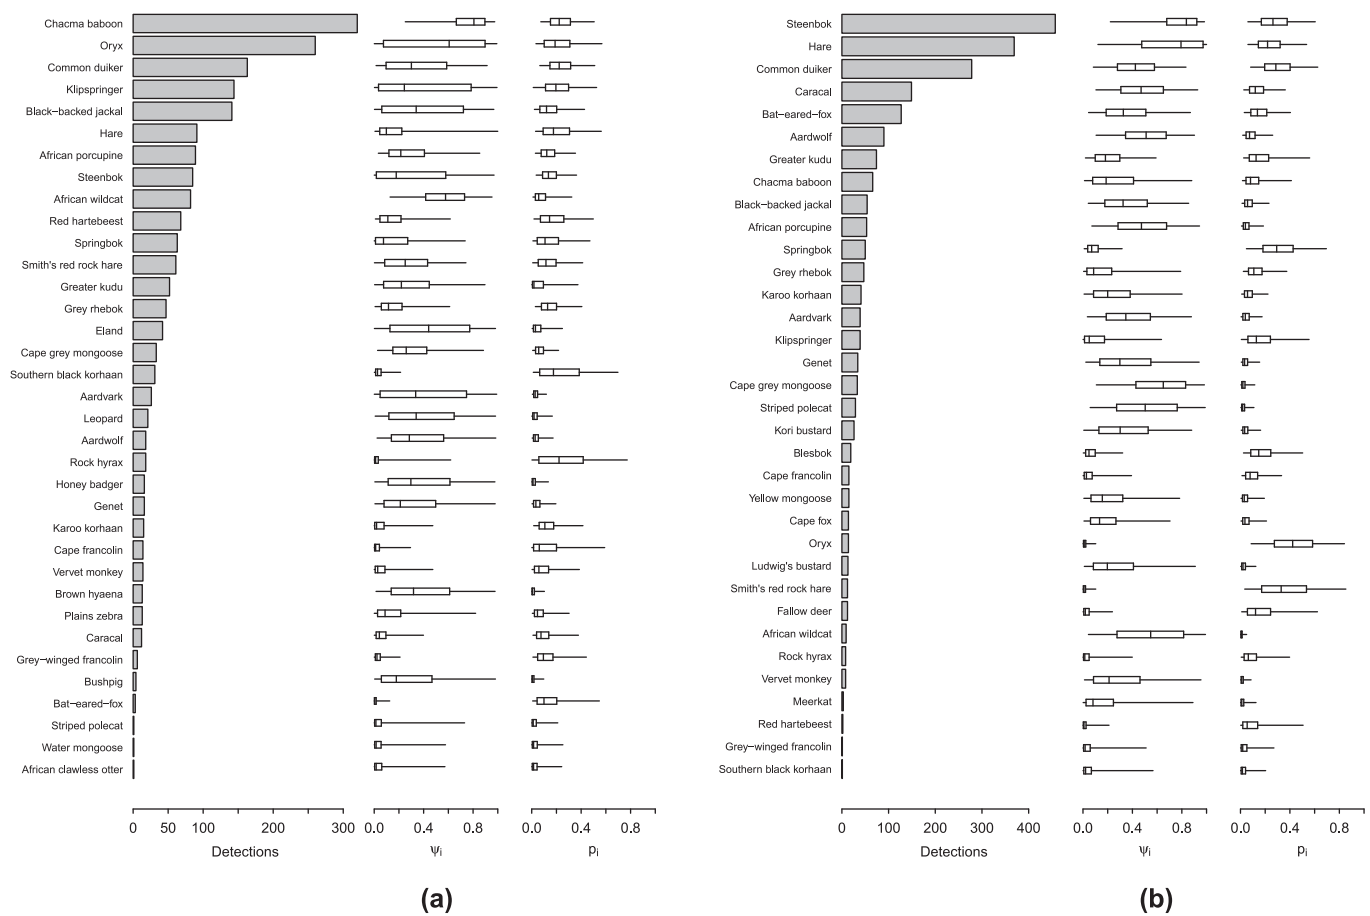 Chacma baboon
Oryx
Common duiker
Klipspringer
Black−backed jackal
Hare
African porcupine
Steenbok
African wildcat
Red hartebeest
Springbok
Smith's red rock hare
Greater kudu
Grey rhebok
Eland
Cape grey mongoose
Southern black korhaan
Aardvark
Leopard
Aardwolf
Rock hyrax
Honey badger
Genet
Karoo korhaan
Cape francolin
Vervet monkey
Brown hyaena
Plains zebra
Caracal
Grey−winged francolin
Bushpig
Bat−eared−fox
Striped polecat
Water mongoose
African clawless otter
0 50 100 200 300
Detections
0.0 0.4 0.8
ψi
0.0 0.4 0.8
pi
(a)
Steenbok
Hare
Common duiker
Caracal
Bat−eared−fox
Aardwolf
Greater kudu
Chacma baboon
Black−backed jackal
African porcupine
Springbok
Grey rhebok
Karoo korhaan
Aardvark
Klipspringer
Genet
Cape grey mongoose
Striped polecat
Kori bustard
Blesbok
Cape francolin
Yellow mongoose
Cape fox
Oryx
Ludwig's bustard
Smith's red rock hare
Fallow deer
African wildcat
Rock hyrax
Vervet monkey
Meerkat
Red hartebeest
Grey−winged francolin
Southern black korhaan
0 100 200 300 400
Detections
0.0 0.4 0.8
ψi
0.0 0.4 0.8
pi
(b)